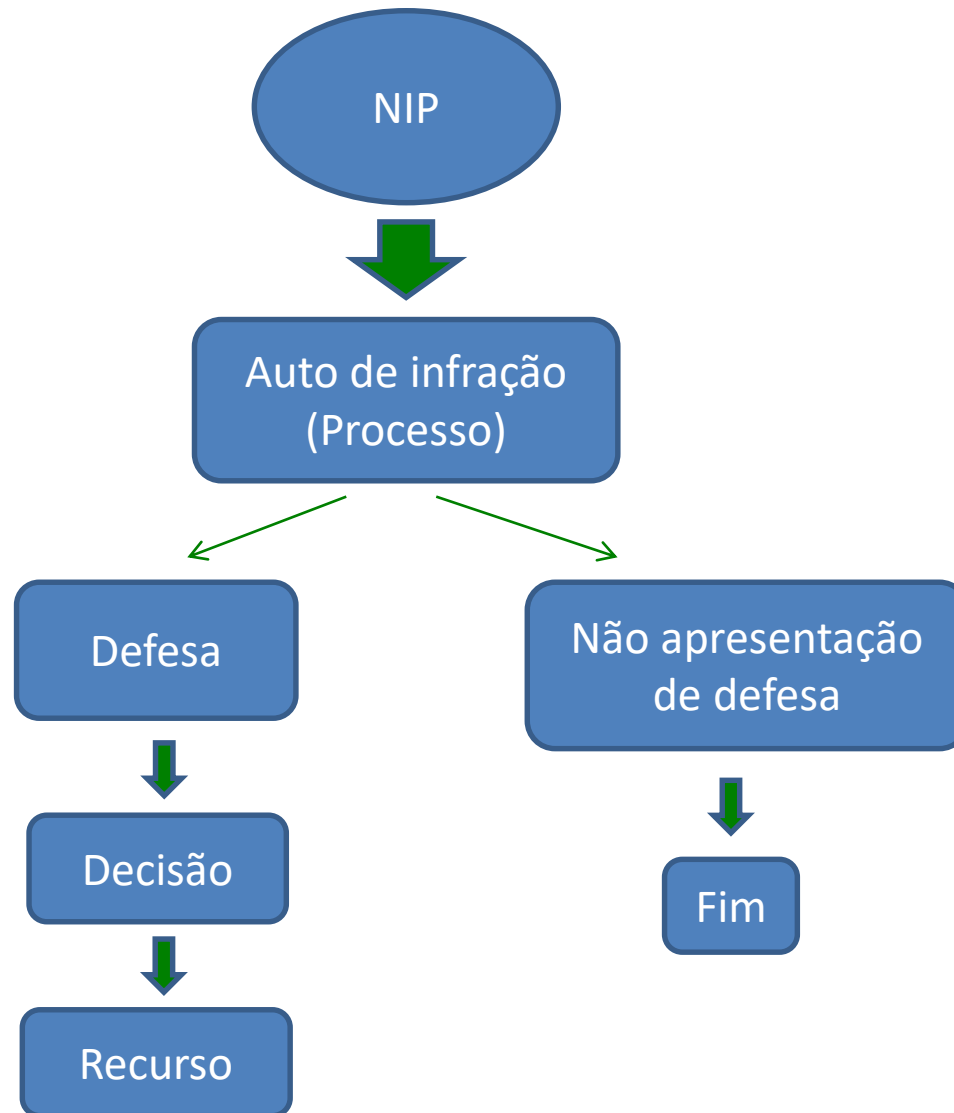 NIP
Auto de infração
(Processo)
Defesa
Não apresentação
de defesa
Decisão
Fim
Recurso